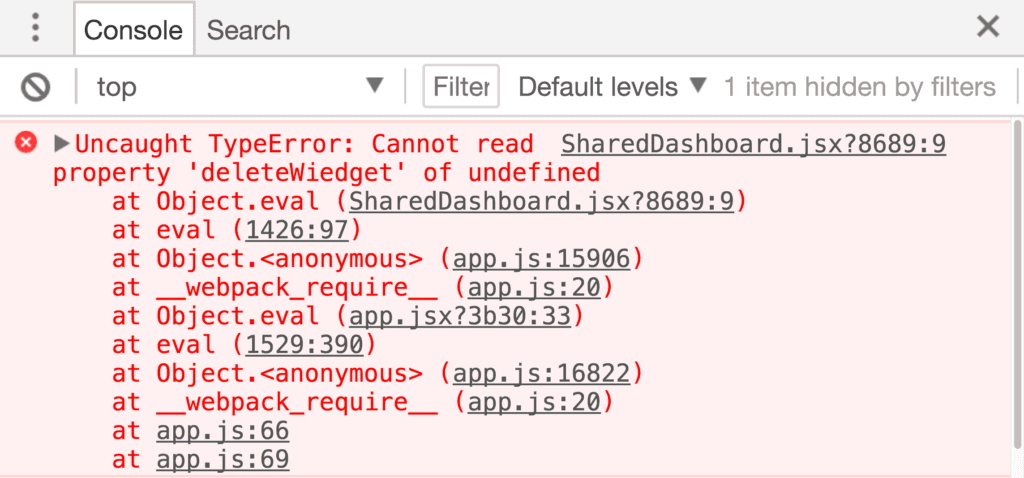 Console Search
top Filter Default levels 1 item hidden by filters
Uncaught TypeError: Cannot read SharedDashboard.jsx?8689:9
property 'deleteWiedget' of undefined
at Object.eval (SharedDashboard.jsx?8689:9)
at eval (1426:97)
at Object.<anonymous> (app.js:15906)
at __webpack_require__ (app.js:20)
at Object.eval (app.jsx?3b30:33)
at eval (1529:390)
at Object.<anonymous> (app.js:16822)
at __webpack_require__ (app.js:20)
at app.js:66
at app.js:69